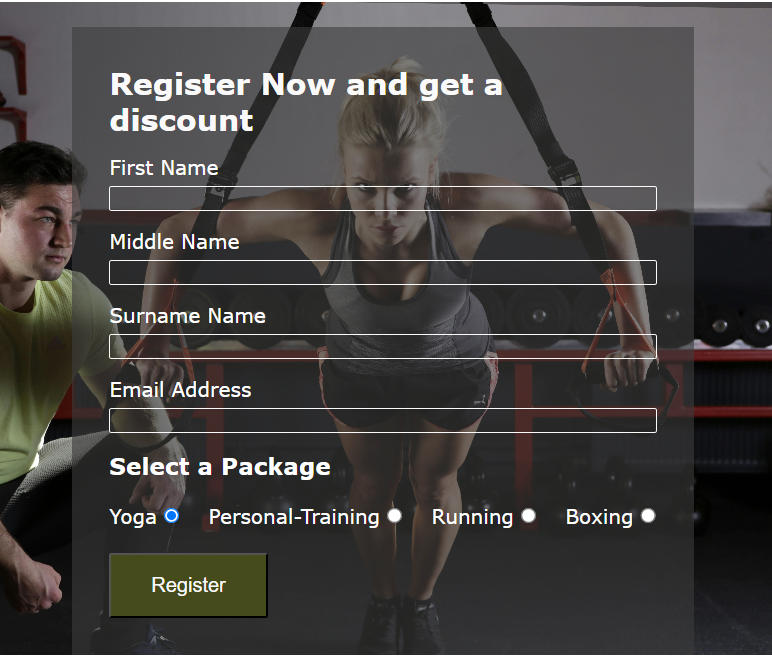 Register Now and get a
discount
First Name
Middle Name
Surname Name
Email Address
Select a Package
Yoga Personal-Training Running Boxing
Register